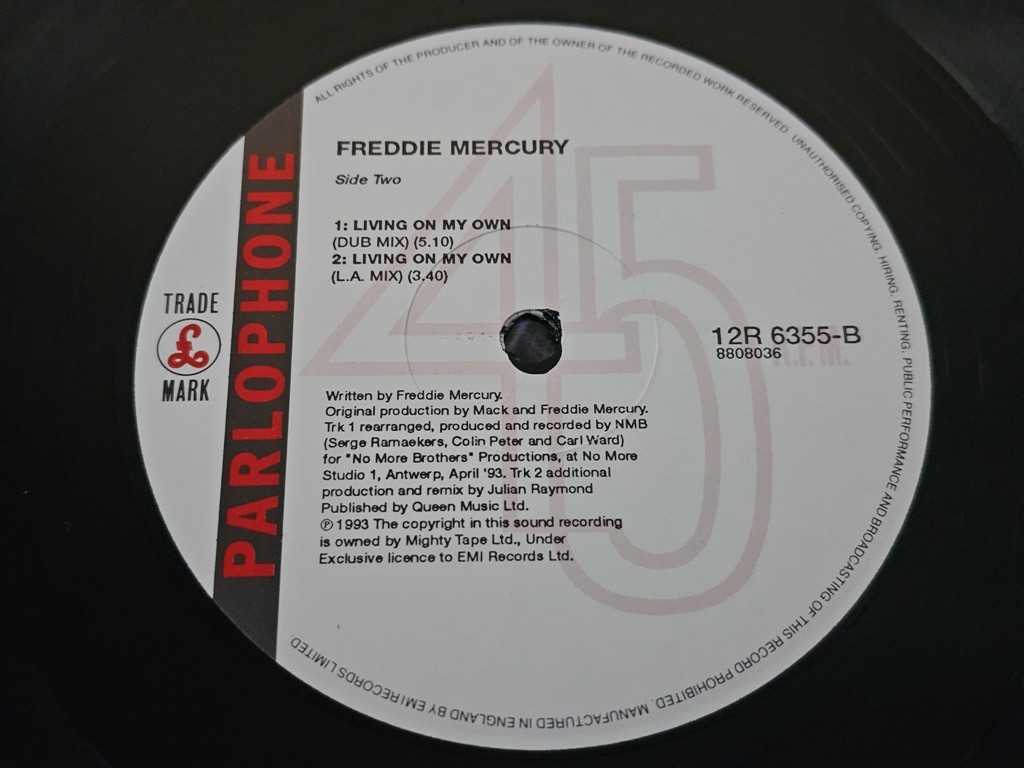 ALL RIGHTS OF THE PRODUCER AND OF THE OWNER OF THE RECORDED WORK RESERVED. UNAUTHORISED COPYING, HIRING, RENTING, PUBLIC PERFORMANCE AND BROADCASTING OF THIS RECORD PROHIBITED. MANUFACTURED IN ENGLAND BY EMI RECORDS LIMITED
FREDDIE MERCURY
Side Two
1: LIVING ON MY OWN
(DUB MIX) (5.10)
2: LIVING ON MY OWN
(L.A. MIX) (3.40)
TRADE
£
MARK
PARLOPHONE
45
R.P.M.
12R 6355-B
8808036
Written by Freddie Mercury.
Original production by Mack and Freddie Mercury.
Trk 1 rearranged, produced and recorded by NMB
(Serge Ramaekers, Colin Peter and Carl Ward)
for "No More Brothers" Productions, at No More
Studio 1, Antwerp, April '93. Trk 2 additional
production and remix by Julian Raymond
Published by Queen Music Ltd.
℗ 1993 The copyright in this sound recording
is owned by Mighty Tape Ltd., Under
Exclusive licence to EMI Records Ltd.